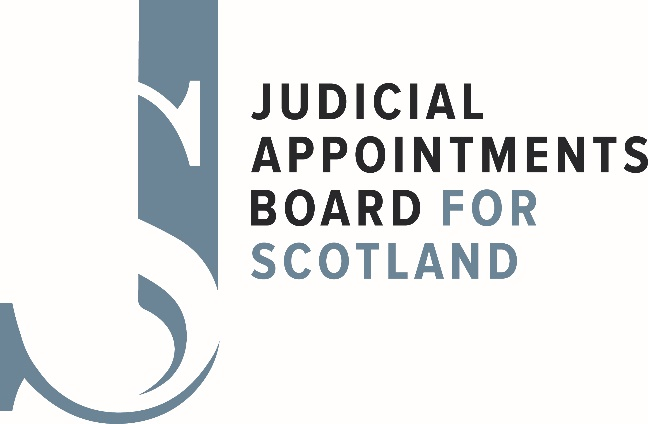 JUDICIAL
APPOINTMENTS
BOARD FOR
SCOTLAND